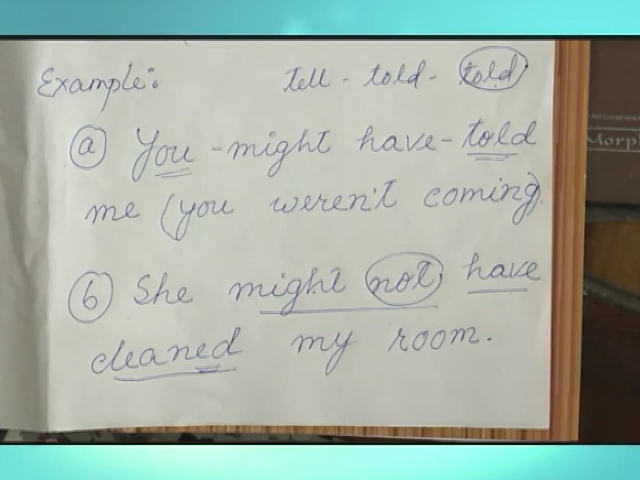 Example: tell - told - told
(a) You - might have - told
me (you weren't coming).
(b) She might not have
cleaned my room.
Morph